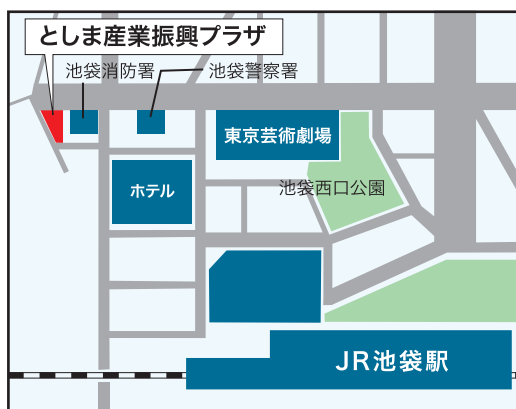 としま産業振興プラザ
池袋消防署
池袋警察署
東京芸術劇場
ホテル
池袋西口公園
JR池袋駅